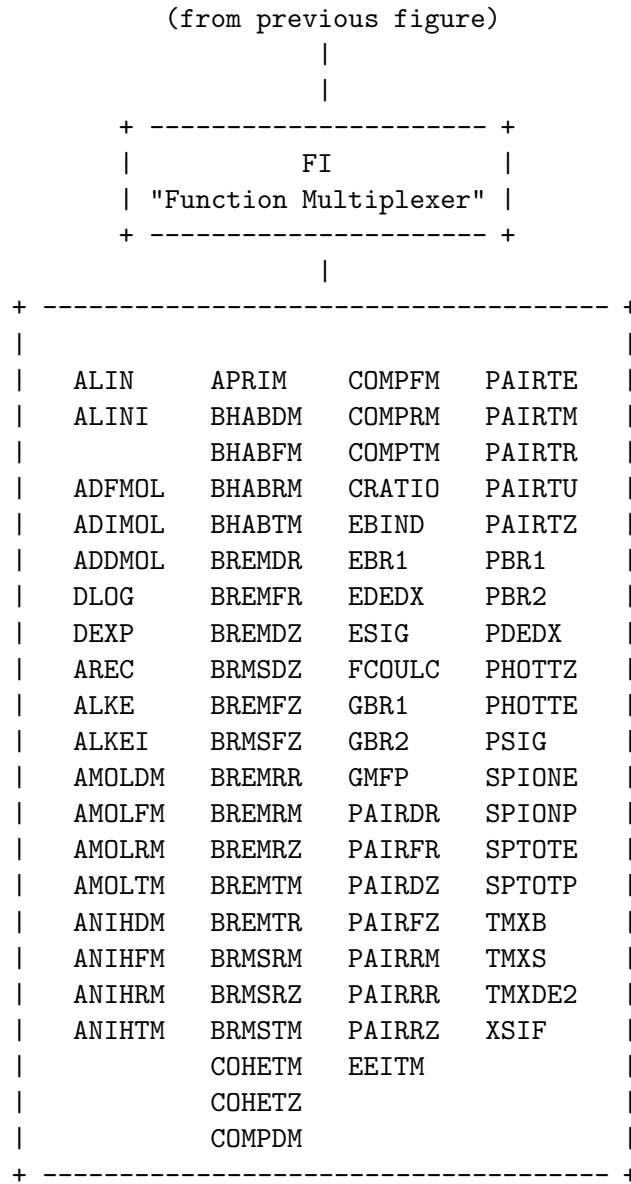 (from previous figure)
|
|
+ ---------------------- +
| FI |
| "Function Multiplexer" |
+ ---------------------- +
|
+ ------------------------------------- +
| |
| ALIN APRIM COMPFM PAIRTE |
| ALINI BHABDM COMPRM PAIRTM |
| BHABFM COMPTM PAIRTR |
| ADFMOL BHABRM CRATIO PAIRTU |
| ADIMOL BHABTM EBIND PAIRTZ |
| ADDMOL BREMDR EBR1 PBR1 |
| DLOG BREMFR EDEDX PBR2 |
| DEXP BREMDZ ESIG PDEDX |
| AREC BRMSDZ FCOULC PHOTTZ |
| ALKE BREMFZ GBR1 PHOTTE |
| ALKEI BRMSFZ GBR2 PSIG |
| AMOLDM BREMRR GMFP SPIONE |
| AMOLFM BREMRM PAIRDR SPIONP |
| AMOLRM BREMRZ PAIRFR SPTOTE |
| AMOLTM BREMTM PAIRDZ SPTOTP |
| ANIHDM BREMTR PAIRFZ TMXB |
| ANIHFM BRMSRM PAIRRM TMXS |
| ANIHRM BRMSRZ PAIRRR TMXDE2 |
| ANIHTM BRMSTM PAIRRZ XSIF |
| COHETM EEITM |
| COHETZ |
| COMPDM |
+ ------------------------------------- +